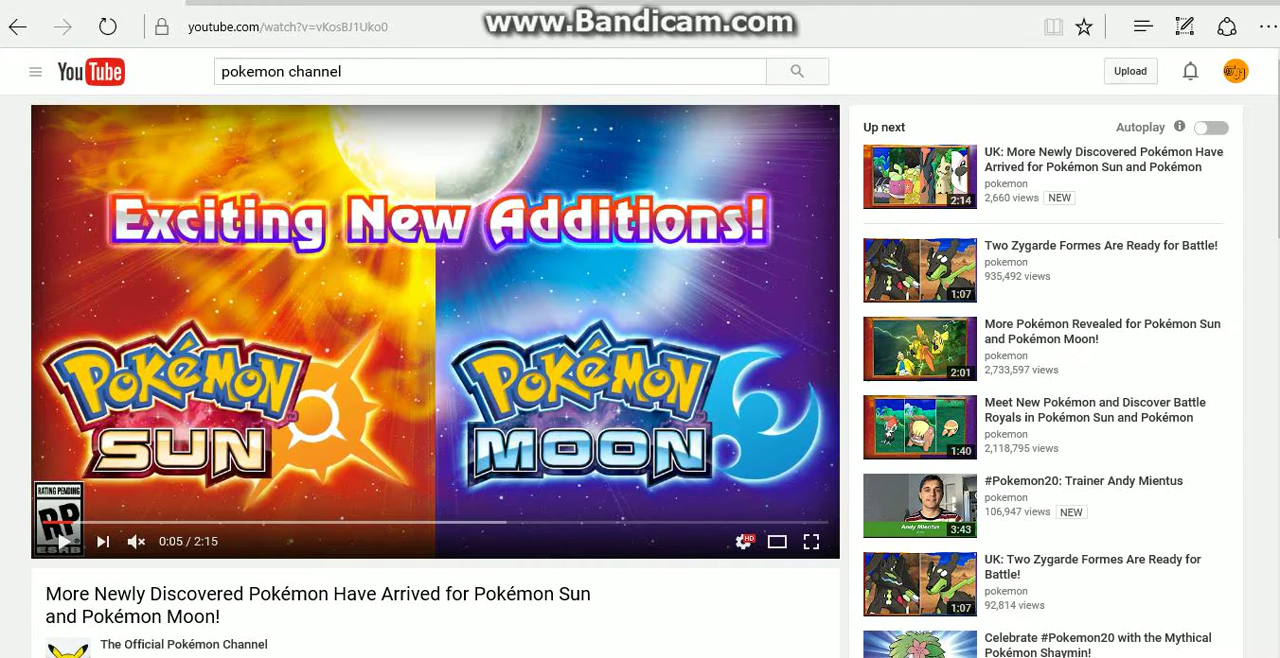 www.Bandicam.com
youtube.com/watch?v=vKosBJ1Uko0
YouTube
pokemon channel
Upload
Exciting New Additions!
POKéMON
SUN
POKéMON
MOON
RATING PENDING
RP
ESRB
0:05 / 2:15
HD
More Newly Discovered Pokémon Have Arrived for Pokémon Sun
and Pokémon Moon!
The Official Pokémon Channel
Up next
Autoplay
UK: More Newly Discovered Pokémon Have
Arrived for Pokémon Sun and Pokémon
pokemon
2,660 views NEW
2:14
Two Zygarde Formes Are Ready for Battle!
pokemon
935,492 views
1:07
More Pokémon Revealed for Pokémon Sun
and Pokémon Moon!
pokemon
2,733,597 views
2:01
Meet New Pokémon and Discover Battle
Royals in Pokémon Sun and Pokémon
pokemon
2,118,795 views
1:40
#Pokemon20: Trainer Andy Mientus
pokemon
106,947 views NEW
Andy Mientus
3:43
UK: Two Zygarde Formes Are Ready for
Battle!
pokemon
92,814 views
1:07
Celebrate #Pokemon20 with the Mythical
Pokémon Shaymin!